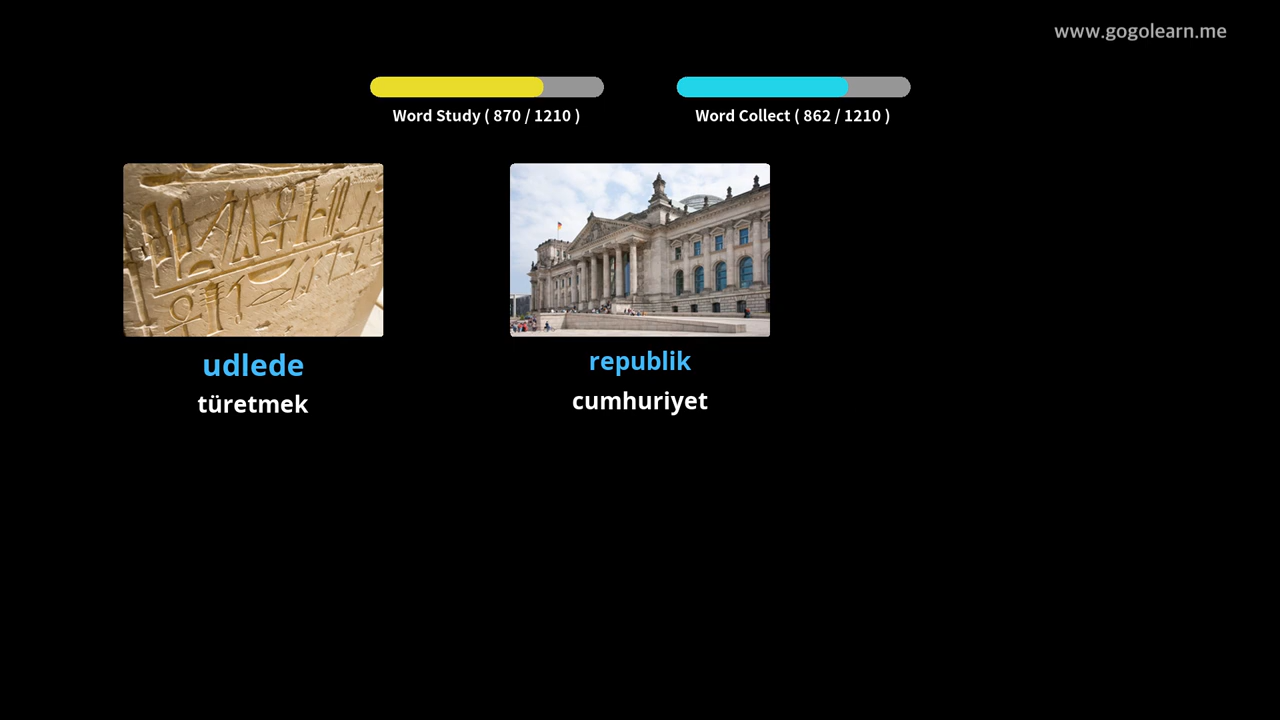 www.gogolearn.me
Word Study ( 870 / 1210 )
Word Collect ( 862 / 1210 )
udlede
türetmek
republik
cumhuriyet